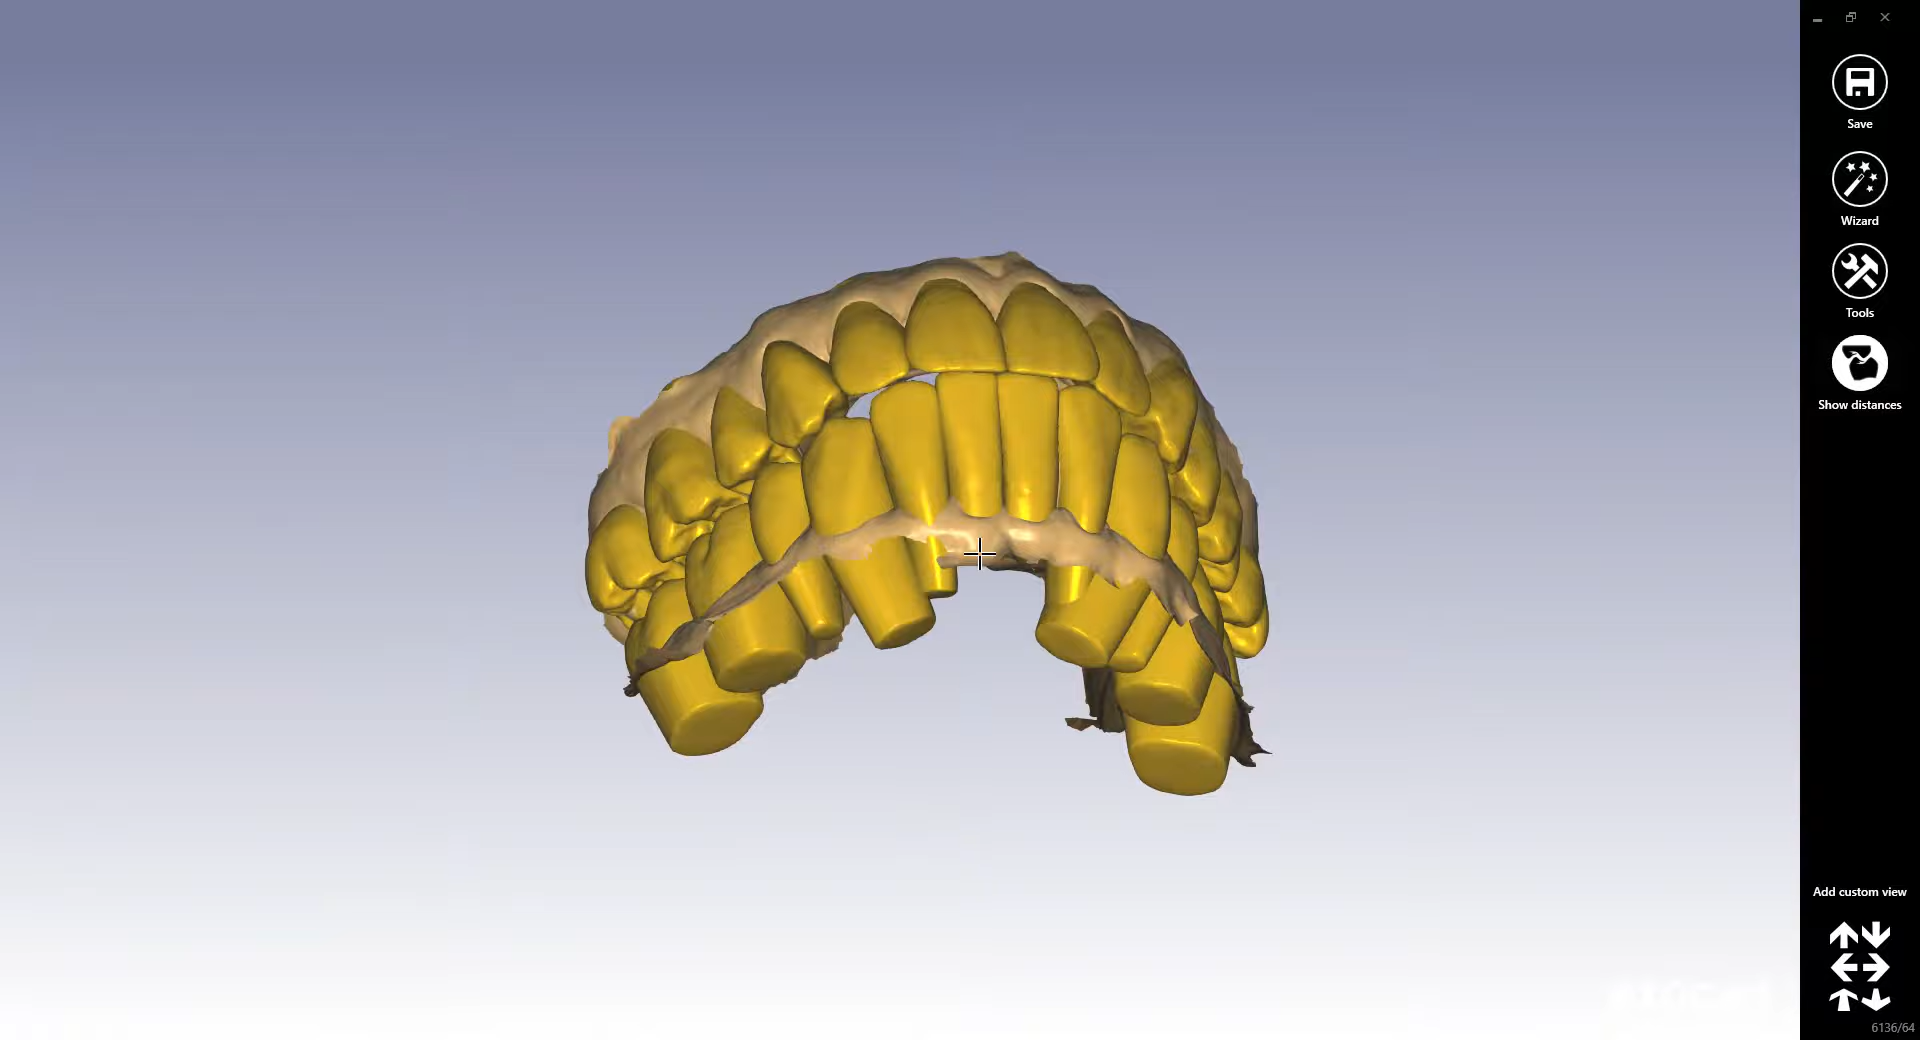 Save
Wizard
Tools
Show distances
Add custom view
6136/64